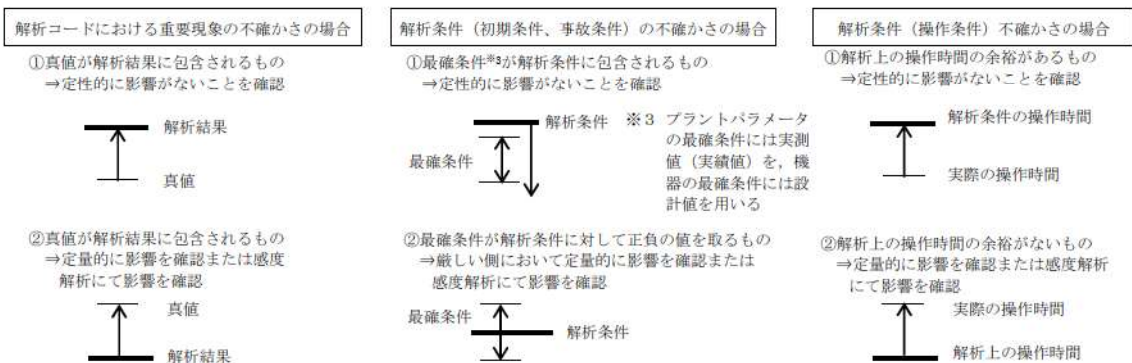 解析コードにおける重要現象の不確かさの場合
①真値が解析結果に包含されるもの
⇒定性的に影響がないことを確認
解析結果
真値
②真値が解析結果に包含されるもの
⇒定量的に影響を確認または感度
解析にて影響を確認
真値
解析結果
解析条件（初期条件、事故条件）の不確かさの場合
①最確条件※3が解析条件に包含されるもの
⇒定性的に影響がないことを確認
解析条件
最確条件
※３ プラントパラメータ
の最確条件には実測
値（実績値）を，機
器の最確条件には設
計値を用いる
②最確条件が解析条件に対して正負の値を取るもの
⇒厳しい側において定量的に影響を確認または
感度解析にて影響を確認
最確条件
解析条件
解析条件（操作条件）不確かさの場合
①解析上の操作時間の余裕があるもの
⇒定性的に影響がないことを確認
解析条件の操作時間
実際の操作時間
②解析上の操作時間の余裕がないもの
⇒定量的に影響を確認または感度解析
にて影響を確認
実際の操作時間
解析上の操作時間